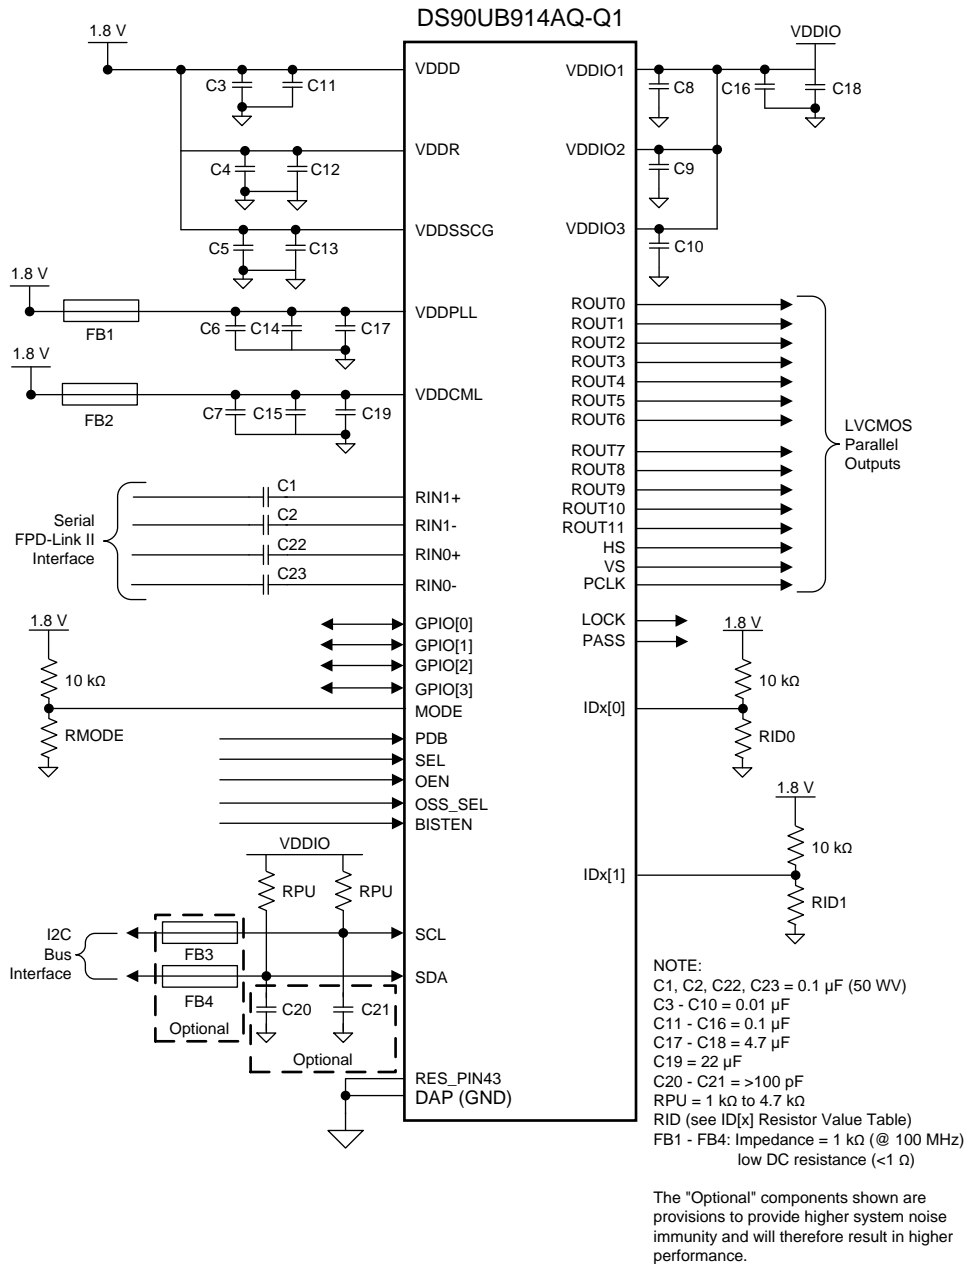 DS90UB914AQ-Q1
1.8 V
VDDIO
VDDD
VDDIO1
C3
C11
C8
C16
C18
VDDR
VDDIO2
C4
C12
C9
VDDSSCG
VDDIO3
C5
C13
C10
1.8 V
VDDPLL
FB1
C6
C14
C17
1.8 V
VDDCML
FB2
C7
C15
C19
ROUT0
ROUT1
ROUT2
ROUT3
ROUT4
ROUT5
ROUT6
ROUT7
ROUT8
ROUT9
ROUT10
ROUT11
HS
VS
PCLK
LVCMOS
Parallel
Outputs
Serial
FPD-Link II
Interface
C1
RIN1+
C2
RIN1-
C22
RIN0+
C23
RIN0-
LOCK
PASS
GPIO[0]
GPIO[1]
GPIO[2]
GPIO[3]
1.8 V
10 kΩ
RMODE
MODE
1.8 V
10 kΩ
IDx[0]
RID0
PDB
SEL
OEN
OSS_SEL
BISTEN
1.8 V
10 kΩ
IDx[1]
RID1
VDDIO
RPU
RPU
I2C
Bus
Interface
FB3
SCL
FB4
SDA
Optional
C20
C21
Optional
RES_PIN43
DAP (GND)
NOTE:
C1, C2, C22, C23 = 0.1 µF (50 WV)
C3 - C10 = 0.01 µF
C11 - C16 = 0.1 µF
C17 - C18 = 4.7 µF
C19 = 22 µF
C20 - C21 = >100 pF
RPU = 1 kΩ to 4.7 kΩ
RID (see ID[x] Resistor Value Table)
FB1 - FB4: Impedance = 1 kΩ (@ 100 MHz)
low DC resistance (<1 Ω)
The "Optional" components shown are
provisions to provide higher system noise
immunity and will therefore result in higher
performance.